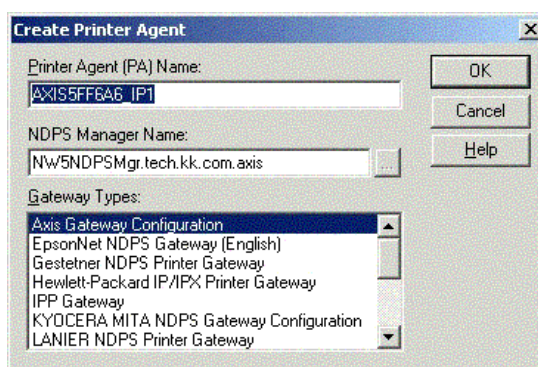 Create Printer Agent
Printer Agent (PA) Name:
OK
AXIS5FF6A6_IP1
Cancel
NDPS Manager Name:
Help
NW5NDPSMgr.tech.kk.com.axis
...
Gateway Types:
Axis Gateway Configuration
EpsonNet NDPS Gateway (English)
Gestetner NDPS Printer Gateway
Hewlett-Packard IP/IPX Printer Gateway
IPP Gateway
KYOCERA MITA NDPS Gateway Configuration
LANIER NDPS Printer Gateway